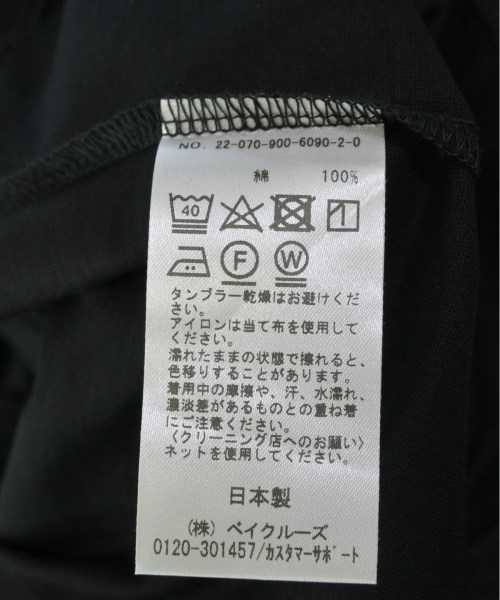 NO. 22-070-900-6090-2-0
綿 100%
40
F W
タンブラー乾燥はお避けくだ
さい。
アイロンは当て布を使用して
ください。
濡れたままの状態で擦れると、
色移りすることがあります。
着用中の摩擦や、汗、水濡れ、
濃淡差があるものとの重ね着
にご注意ください。
〈クリーニング店へのお願い〉
ネットを使用してください。
日本製
(株) ベイクルーズ
0120-301457/カスタマーサポート